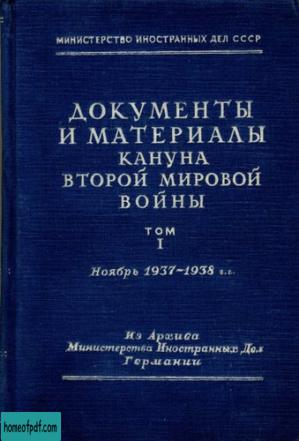 МИНИСТЕРСТВО ИНОСТРАННЫХ ДЕЛ СССР
ДОКУМЕНТЫ
И МАТЕРИАЛЫ
КАНУНА
ВТОРОЙ МИРОВОЙ
ВОЙНЫ
ТОМ
I
Ноябрь 1937-1938 г.г.
Из Архива
Министерства Иностранных Дел
Германии
homeofpdf.com